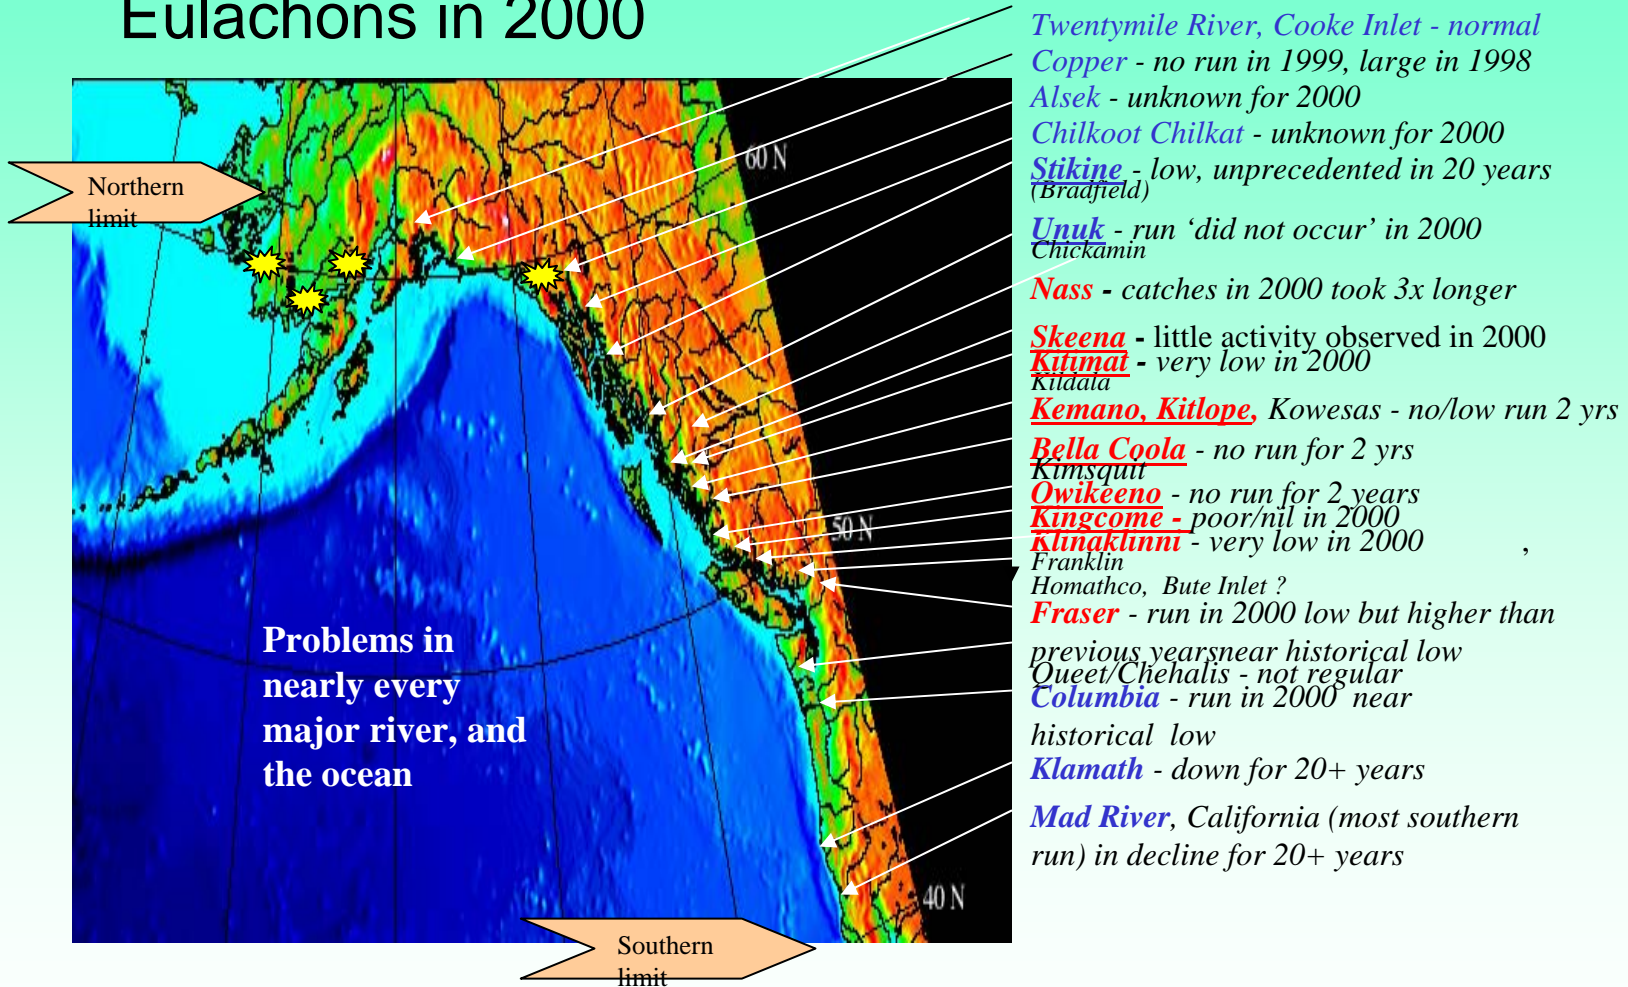 Eulachons in 2000
Twentymile River, Cooke Inlet - normal
Copper - no run in 1999, large in 1998
Alsek - unknown for 2000
Chilkoot Chilkat - unknown for 2000
Stikine - low, unprecedented in 20 years
(Bradfield)
Unuk - run ‘did not occur’ in 2000
Chickamin
Nass - catches in 2000 took 3x longer
Skeena - little activity observed in 2000
Kitimat - very low in 2000
Kildala
Kemano, Kitlope, Kowesas - no/low run 2 yrs
Bella Coola - no run for 2 yrs
Kimsquit
Owikeeno - no run for 2 years
Kingcome - poor/nil in 2000
Klinaklinni - very low in 2000 ,
Franklin
Homathco, Bute Inlet ?
Fraser - run in 2000 low but higher than
previous yearsnear historical low
Queet/Chehalis - not regular
Columbia - run in 2000 near
historical low
Klamath - down for 20+ years
Mad River, California (most southern
run) in decline for 20+ years
Northern
limit
60 N
50 N
40 N
Problems in
nearly every
major river, and
the ocean
Southern
limit